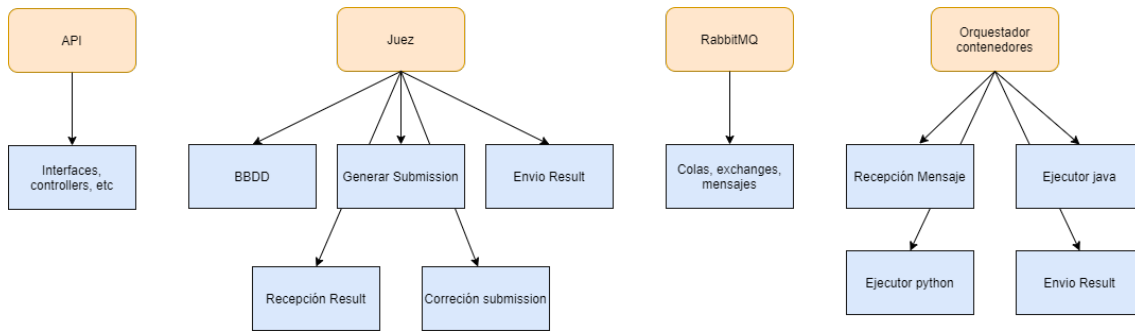 API
Juez
RabbitMQ
Orquestador
contenedores
Interfaces,
controllers, etc
BBDD
Generar Submission
Envio Result
Colas, exchanges,
mensajes
Recepción Mensaje
Ejecutor java
Recepción Result
Correción submission
Ejecutor python
Envio Result